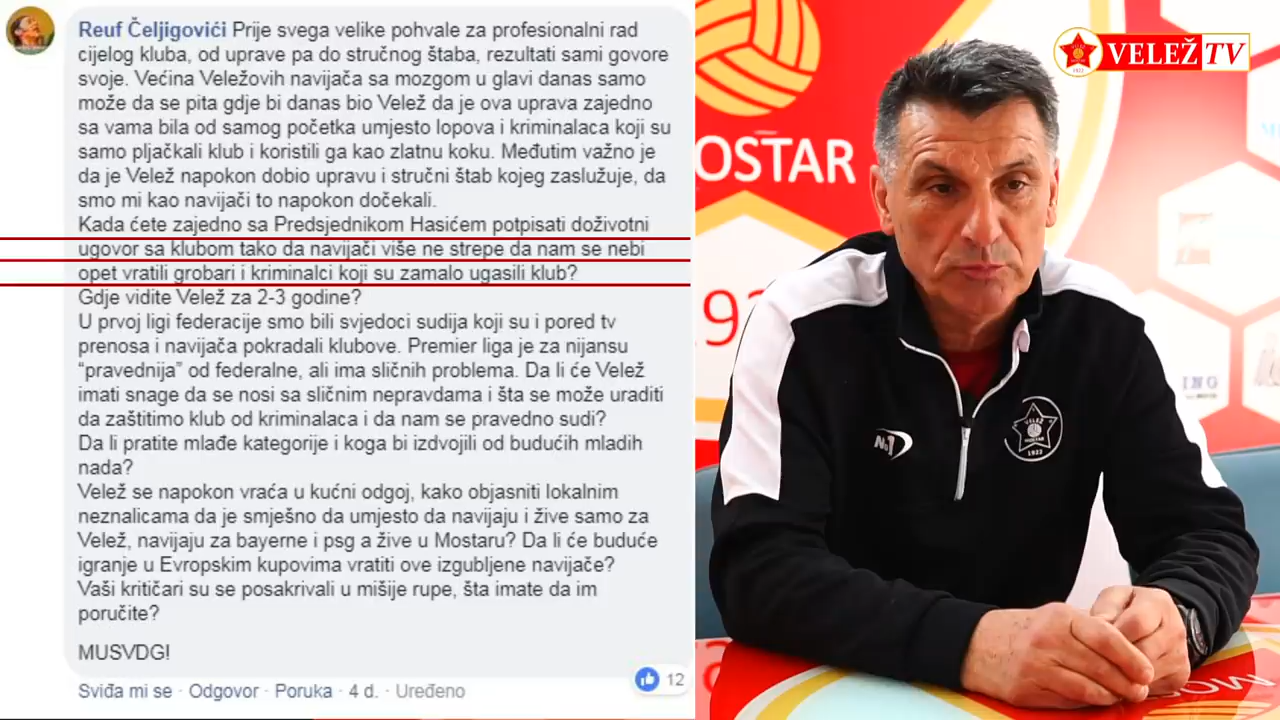 Reuf Čeljigovići Prije svega velike pohvale za profesionalni rad
cijelog kluba, od uprave pa do stručnog štaba, rezultati sami govore
svoje. Većina Veležovih navijača sa mozgom u glavi danas samo
može da se pita gdje bi danas bio Velež da je ova uprava zajedno
sa vama bila od samog početka umjesto lopova i kriminalaca koji su
samo pljačkali klub i koristili ga kao zlatnu koku. Međutim važno je
da je Velež napokon dobio upravu i stručni štab kojeg zaslužuje, da
smo mi kao navijači to napokon dočekali.
Kada ćete zajedno sa Predsjednikom Hasićem potpisati doživotni
ugovor sa klubom tako da navijači više ne strepe da nam se nebi
opet vratili grobari i kriminalci koji su zamalo ugasili klub?
Gdje vidite Velež za 2-3 godine?
U prvoj ligi federacije smo bili svjedoci sudija koji su i pored tv
prenosa i navijača pokradali klubove. Premier liga je za nijansu
“pravednija” od federalne, ali ima sličnih problema. Da li će Velež
imati snage da se nosi sa sličnim nepravdama i šta se može uraditi
da zaštitimo klub od kriminalaca i da nam se pravedno sudi?
Da li pratite mlađe kategorije i koga bi izdvojili od budućih mladih
nada?
Velež se napokon vraća u kućni odgoj, kako objasniti lokalnim
neznalicama da je smješno da umjesto da navijaju i žive samo za
Velež, navijaju za bayerne i psg a žive u Mostaru? Da li će buduće
igranje u Evropskim kupovima vratiti ove izgubljene navijače?
Vaši kritičari su se posakrivali u mišije rupe, šta imate da im
poručite?
MUSVDG!
Sviđa mi se · Odgovor · Poruka · 4 d. · Uređeno
12
VELEŽ TV
1922
MOSTAR
192
ING
No1
VELEŽ
MOSTAR
1922
MOS